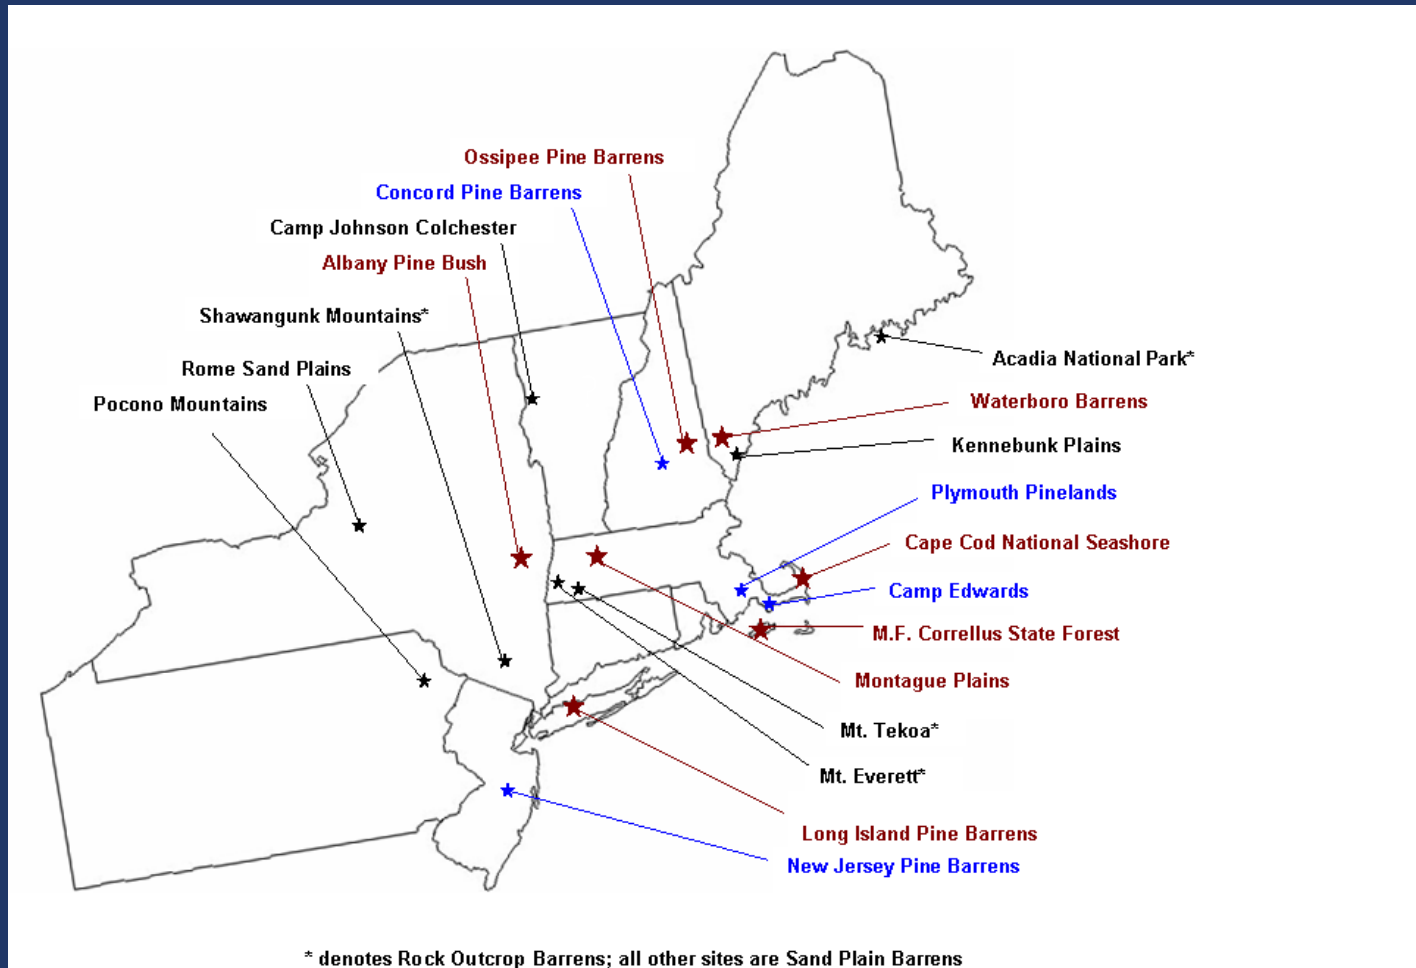 Ossipee Pine Barrens
Concord Pine Barrens
Camp Johnson Colchester
Albany Pine Bush
Shawangunk Mountains*
Rome Sand Plains
Pocono Mountains
Acadia National Park*
Waterboro Barrens
Kennebunk Plains
Plymouth Pinelands
Cape Cod National Seashore
Camp Edwards
M.F. Correllus State Forest
Montague Plains
Mt. Tekoa*
Mt. Everett*
Long Island Pine Barrens
New Jersey Pine Barrens
* denotes Rock Outcrop Barrens; all other sites are Sand Plain Barrens